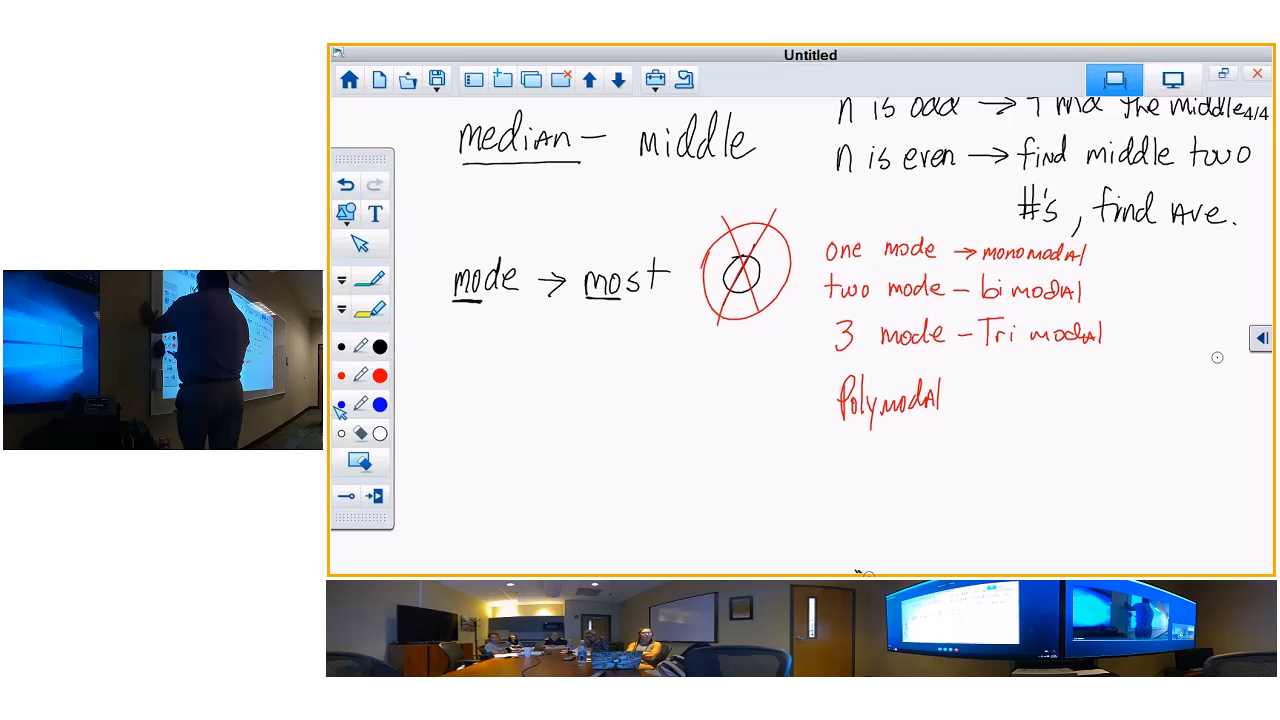 Untitled
n is odd → Find the middle
4/4
median – middle
n is even → find middle two
#'s, find Ave.
mode → most
one mode → monomodal
two mode – bimodal
3 mode – Tri modal
Polymodal
T